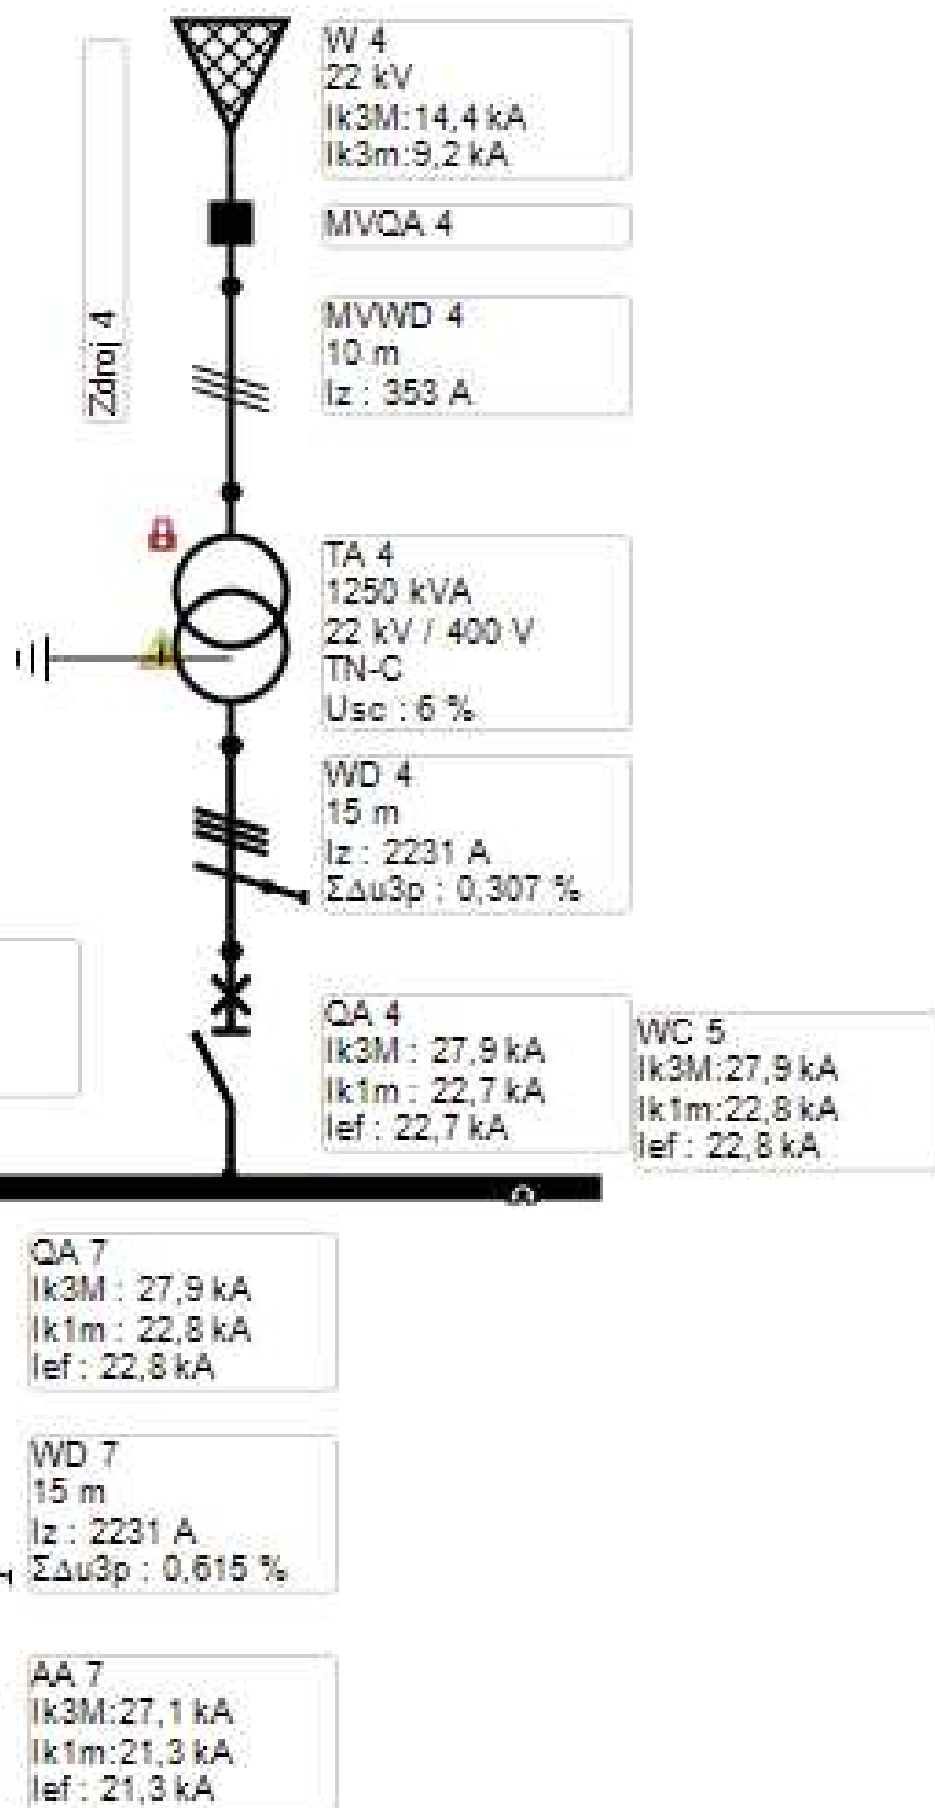 W 4
22 kV
Ik3M:14,4 kA
Ik3m:9,2 kA
MVQA 4
Zdroj 4
MVWD 4
10 m
Iz : 353 A
TA 4
1250 kVA
22 kV / 400 V
TN-C
Usc : 6 %
WD 4
15 m
Iz : 2231 A
ΣΔu3p : 0,307 %
QA 4
Ik3M : 27,9 kA
Ik1m : 22,7 kA
Ief : 22,7 kA
WC 5
Ik3M:27,9 kA
Ik1m:22,8 kA
Ief : 22,8 kA
QA 7
Ik3M : 27,9 kA
Ik1m : 22,8 kA
Ief : 22,8 kA
WD 7
15 m
Iz : 2231 A
ΣΔu3p : 0,615 %
AA 7
Ik3M:27,1 kA
Ik1m:21,3 kA
Ief : 21,3 kA